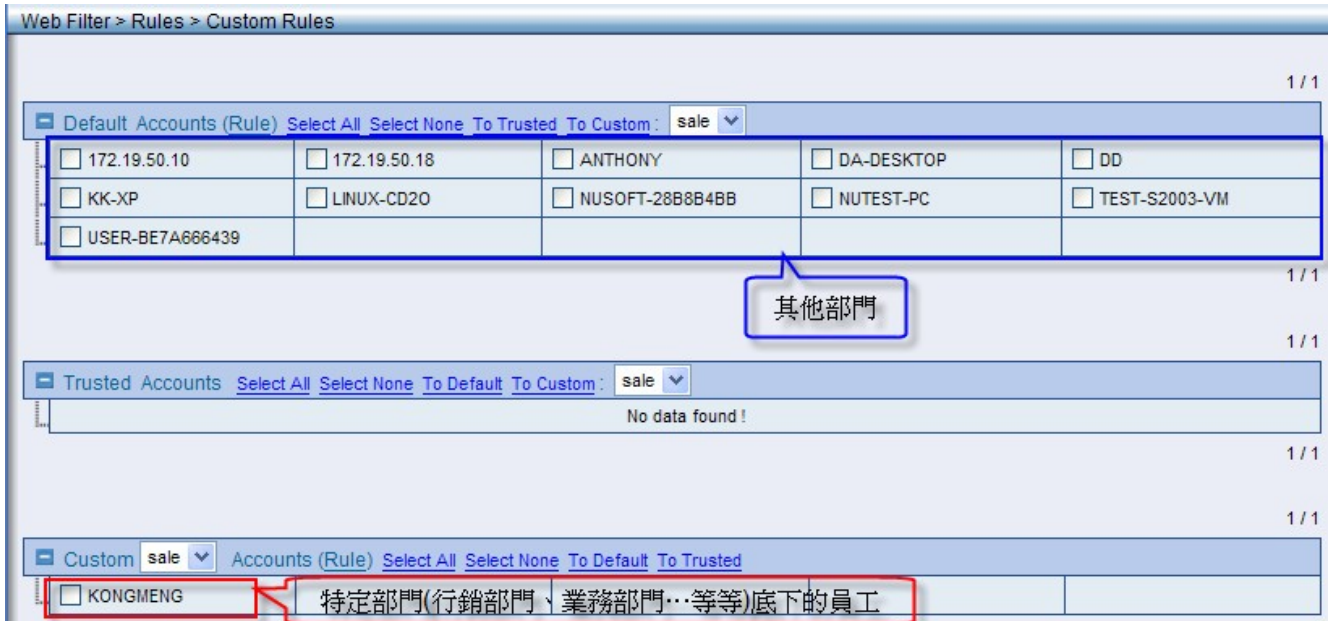 Web Filter > Rules > Custom Rules
1 / 1
Default Accounts (Rule) Select All Select None To Trusted To Custom : sale
172.19.50.10 172.19.50.18 ANTHONY DA-DESKTOP DD
KK-XP LINUX-CD2O NUSOFT-28B8B4BB NUTEST-PC TEST-S2003-VM
USER-BE7A666439
1 / 1
其他部門
1 / 1
Trusted Accounts Select All Select None To Default To Custom : sale
No data found !
1 / 1
1 / 1
Custom sale Accounts (Rule) Select All Select None To Default To Trusted
KONGMENG 特定部門(行銷部門、業務部門…等等)底下的員工